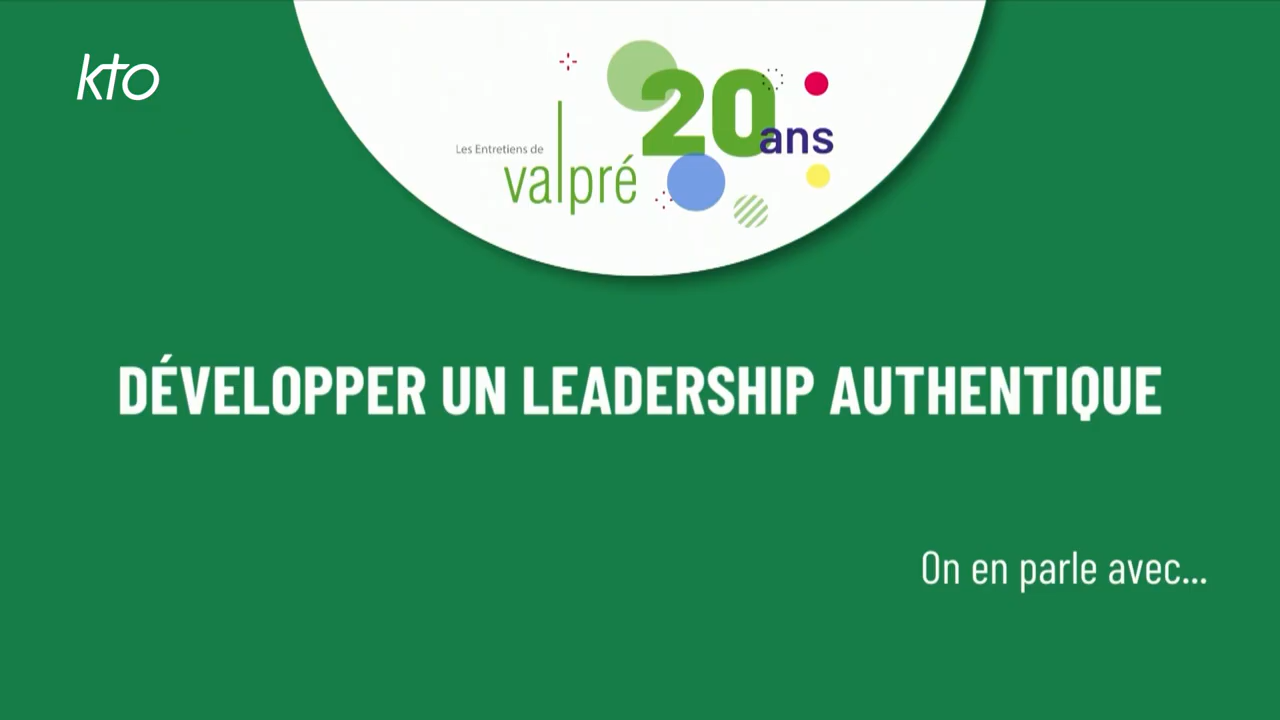 kto
20
ans
Les Entretiens de
valpré
DÉVELOPPER UN LEADERSHIP AUTHENTIQUE
On en parle avec...